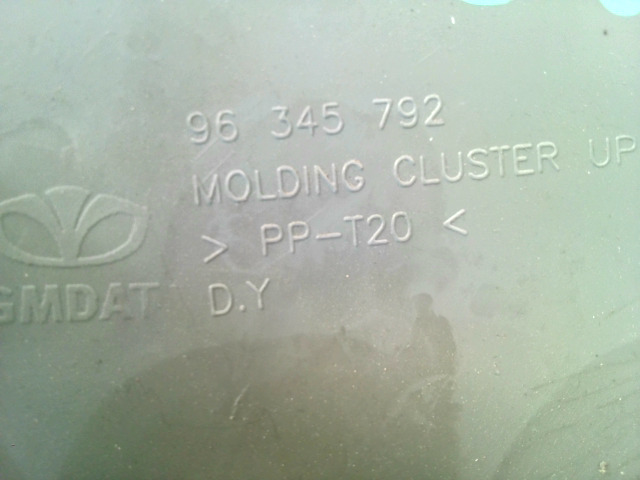 96 345 792
MOLDING CLUSTER UP
> PP-T20 <
GMDAT D.Y